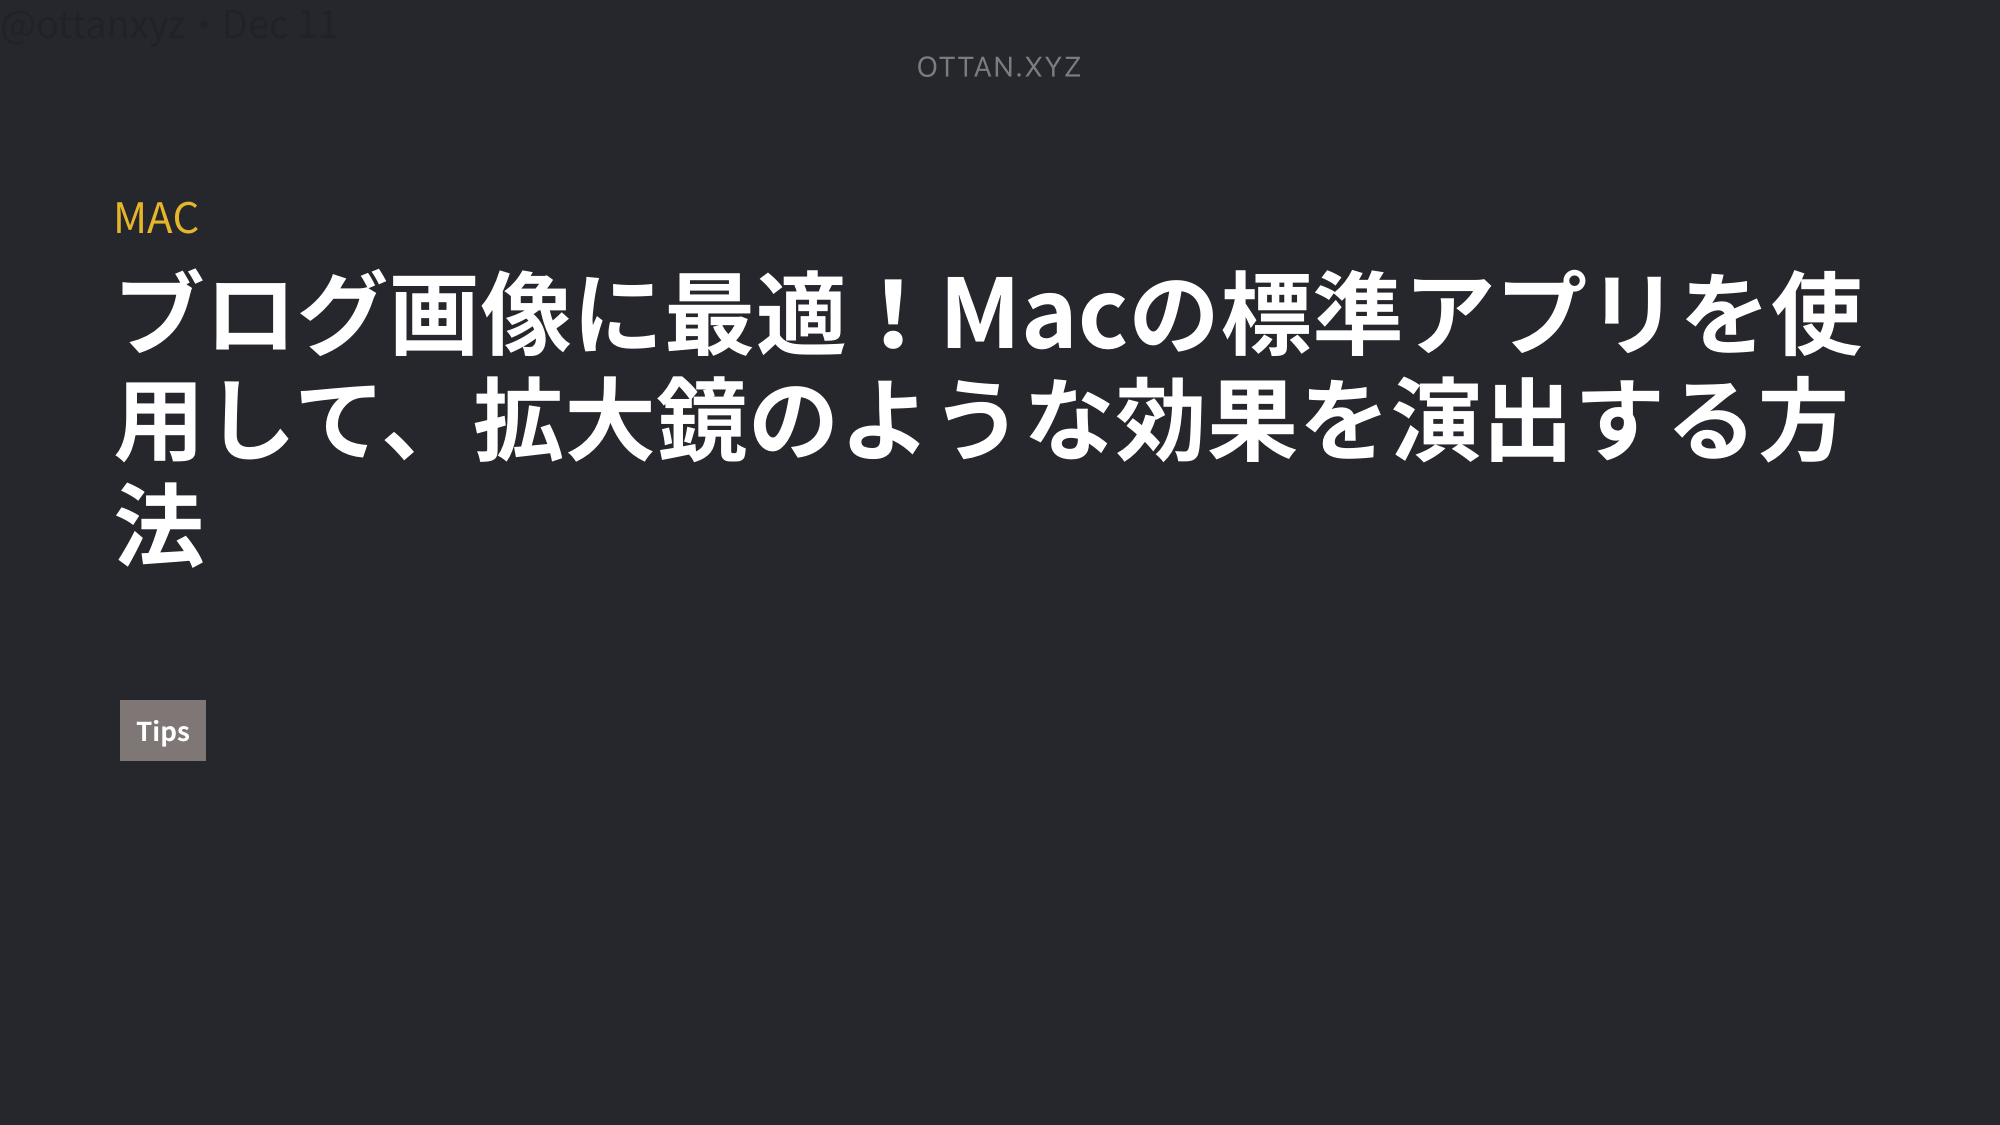 @ottanxyz・Dec 11
OTTAN.XYZ
MAC
ブログ画像に最適！Macの標準アプリを使
用して、拡大鏡のような効果を演出する方
法
Tips